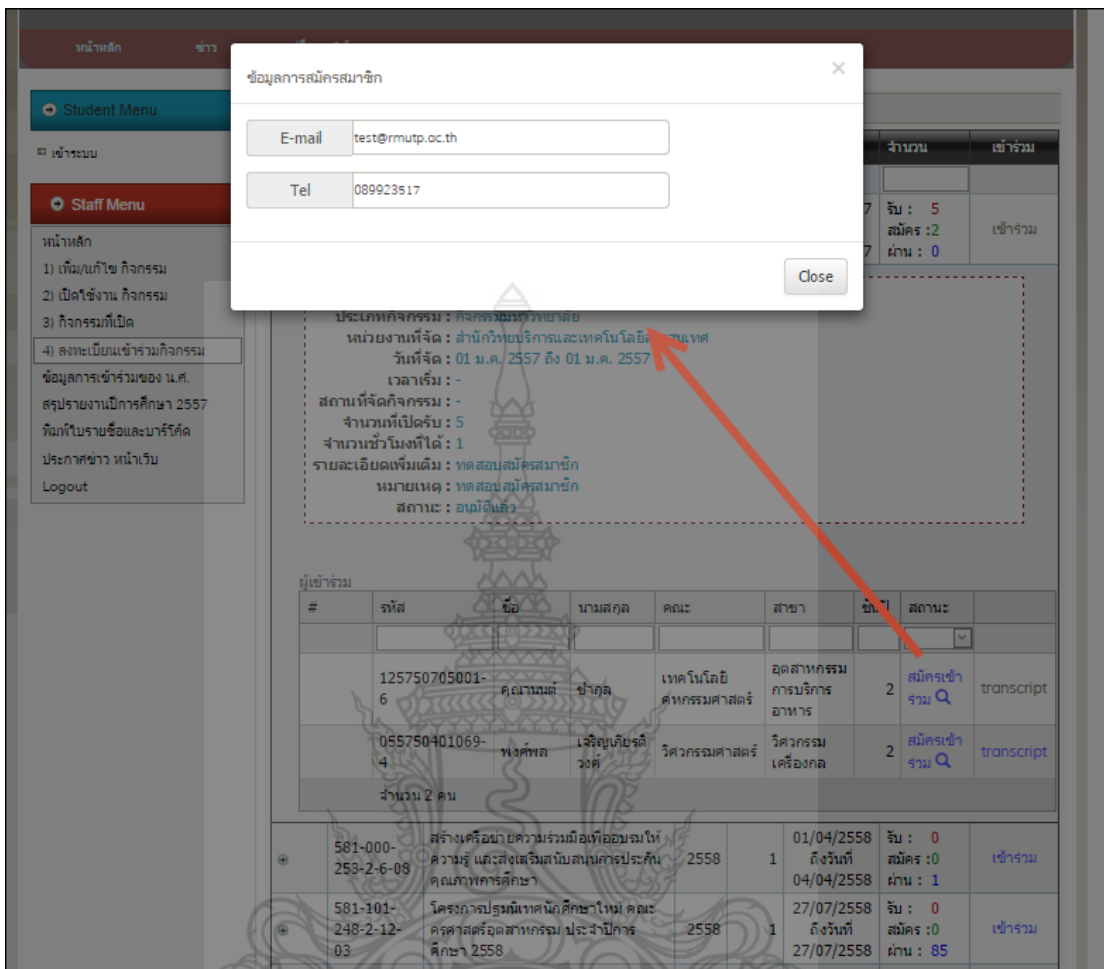 หน้าหลัก
ข่าว
ข้อมูลการสมัครสมาชิก
×
E-mail
test@rmutp.ac.th
Tel
089923517
Close
Student Menu
เข้าระบบ
Staff Menu
หน้าหลัก
1) เพิ่ม/แก้ไข กิจกรรม
2) เปิดใช้งาน กิจกรรม
3) กิจกรรมที่เปิด
4) ลงทะเบียนเข้าร่วมกิจกรรม
ข้อมูลการเข้าร่วมของ น.ศ.
สรุปรายงานปีการศึกษา 2557
พิมพ์ใบรายชื่อและบาร์โค้ด
ประกาศข่าว หน้าเว็บ
Logout
จำนวน เข้าร่วม
7 รับ : 5
สมัคร :2 เข้าร่วม
7 ผ่าน : 0
ประเภทกิจกรรม : กิจกรรมมหาวิทยาลัย
หน่วยงานที่จัด : สำนักวิทยบริการและเทคโนโลยีสารสนเทศ
วันที่จัด : 01 ม.ค. 2557 ถึง 01 ม.ค. 2557
เวลาเริ่ม : -
สถานที่จัดกิจกรรม : -
จำนวนที่เปิดรับ : 5
จำนวนชั่วโมงที่ได้ : 1
รายละเอียดเพิ่มเติม : ทดสอบสมัครสมาชิก
หมายเหตุ : ทดสอบสมัครสมาชิก
สถานะ : อนุมัติแล้ว
ผู้เข้าร่วม
# รหัส ชื่อ นามสกุล คณะ สาขา ชั้นปี สถานะ
125750705001-6 คุณานนต์ ขำกุล เทคโนโลยีคหกรรมศาสตร์ อุตสาหกรรมการบริการอาหาร 2 สมัครเข้าร่วม transcript
055750401069-4 พงศ์พล เจริญเกียรติวงศ์ วิศวกรรมศาสตร์ วิศวกรรมเครื่องกล 2 สมัครเข้าร่วม transcript
จำนวน 2 คน
581-000-253-2-6-08 สร้างเครือข่ายความร่วมมือเพื่ออบรมให้ความรู้ และส่งเสริมสนับสนุนการประกันคุณภาพการศึกษา 2558 1 01/04/2558 ถึงวันที่ 04/04/2558 รับ : 0 สมัคร :0 ผ่าน : 1 เข้าร่วม
581-101-248-2-12-03 โครงการปฐมนิเทศนักศึกษาใหม่ คณะครุศาสตร์อุตสาหกรรม ประจำปีการศึกษา 2558 2558 1 27/07/2558 ถึงวันที่ 27/07/2558 รับ : 0 สมัคร :0 ผ่าน : 85 เข้าร่วม